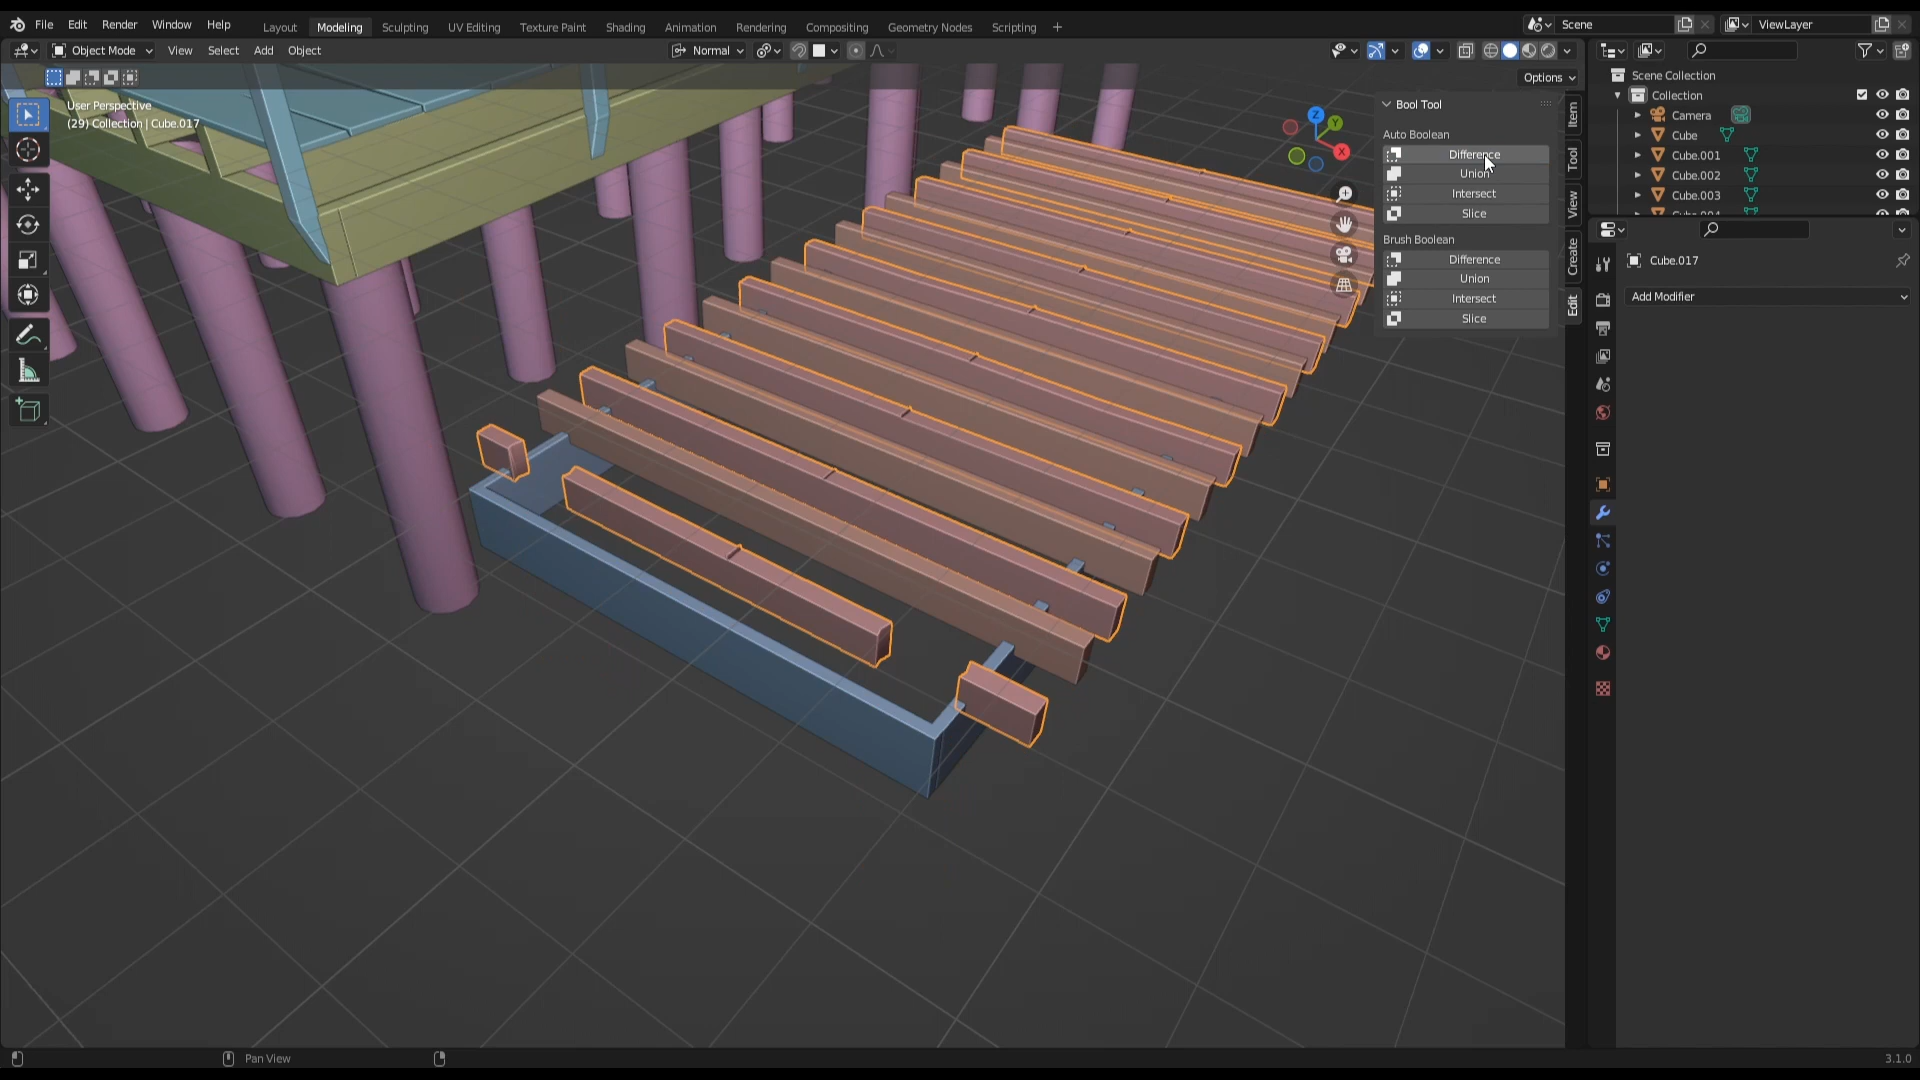 File Edit Render Window Help
Layout Modeling Sculpting UV Editing Texture Paint Shading Animation Rendering Compositing Geometry Nodes Scripting +
Scene
ViewLayer
Object Mode View Select Add Object
Normal
Options
User Perspective
(29) Collection | Cube.017
Z
Y
X
Bool Tool
Auto Boolean
Difference
Union
Intersect
Slice
Brush Boolean
Difference
Union
Intersect
Slice
Item
Tool
View
Create
Edit
Scene Collection
Collection
Camera
Cube
Cube.001
Cube.002
Cube.003
Cube.004
Cube.017
Add Modifier
Pan View
3.1.0